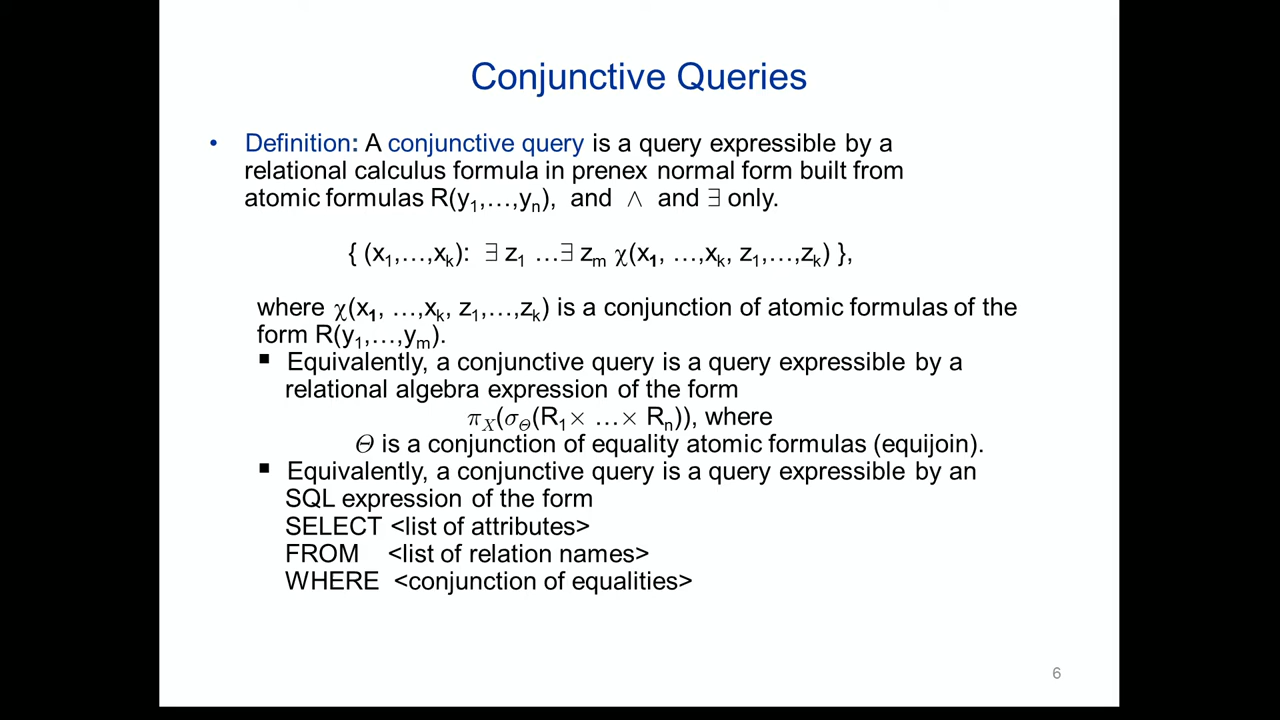 Conjunctive Queries
• Definition: A conjunctive query is a query expressible by a
relational calculus formula in prenex normal form built from
atomic formulas R(y₁,…,yₙ), and ∧ and ∃ only.
{ (x₁,…,xₖ): ∃ z₁ …∃ zₘ χ(x₁, …,xₖ, z₁,…,zₖ) },
where χ(x₁, …,xₖ, z₁,…,zₖ) is a conjunction of atomic formulas of the
form R(y₁,…,yₘ).
▪ Equivalently, a conjunctive query is a query expressible by a
relational algebra expression of the form
π_X(σ_Θ(R₁× …× Rₙ)), where
Θ is a conjunction of equality atomic formulas (equijoin).
▪ Equivalently, a conjunctive query is a query expressible by an
SQL expression of the form
SELECT <list of attributes>
FROM <list of relation names>
WHERE <conjunction of equalities>
6